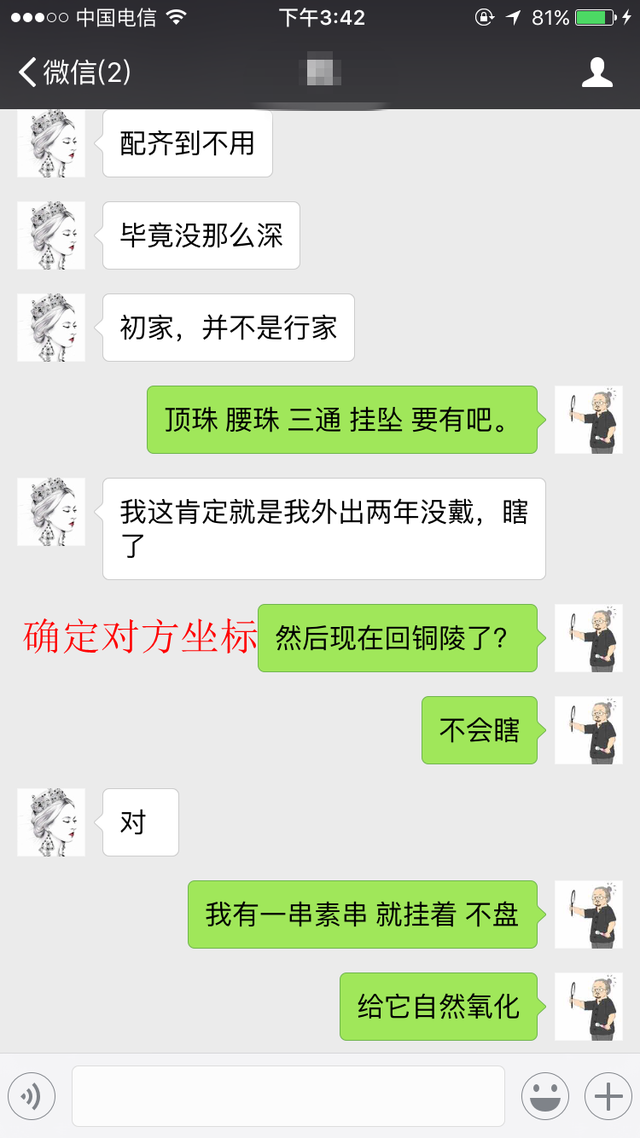 中国电信 下午3:42 81%
微信(2)
配齐到不用
毕竟没那么深
初家，并不是行家
顶珠 腰珠 三通 挂坠 要有吧。
我这肯定就是我外出两年没戴，瞎
了
确定对方坐标 然后现在回铜陵了？
不会瞎
对
我有一串素串 就挂着 不盘
给它自然氧化